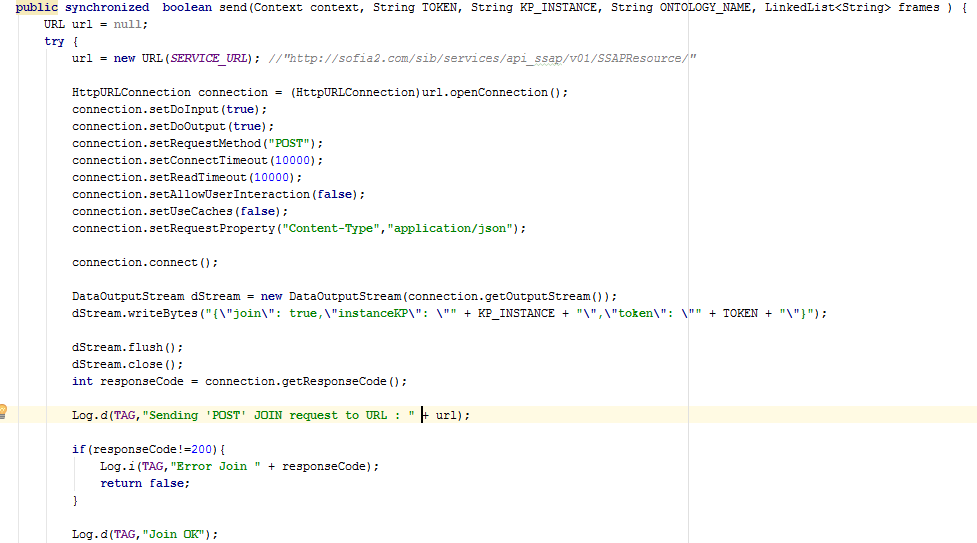 public synchronized boolean send(Context context, String TOKEN, String KP_INSTANCE, String ONTOLOGY_NAME, LinkedList<String> frames ) {
URL url = null;
try {
url = new URL(SERVICE_URL); //"http://sofia2.com/sib/services/api_ssap/v01/SSAPResource/"
HttpURLConnection connection = (HttpURLConnection)url.openConnection();
connection.setDoInput(true);
connection.setDoOutput(true);
connection.setRequestMethod("POST");
connection.setConnectTimeout(10000);
connection.setReadTimeout(10000);
connection.setAllowUserInteraction(false);
connection.setUseCaches(false);
connection.setRequestProperty("Content-Type","application/json");
connection.connect();
DataOutputStream dStream = new DataOutputStream(connection.getOutputStream());
dStream.writeBytes("{\"join\": true,\"instanceKP\": \"" + KP_INSTANCE + "\",\"token\": \"" + TOKEN + "\"}");
dStream.flush();
dStream.close();
int responseCode = connection.getResponseCode();
Log.d(TAG,"Sending 'POST' JOIN request to URL : " + url);
if(responseCode!=200){
Log.i(TAG,"Error Join " + responseCode);
return false;
}
Log.d(TAG,"Join OK");